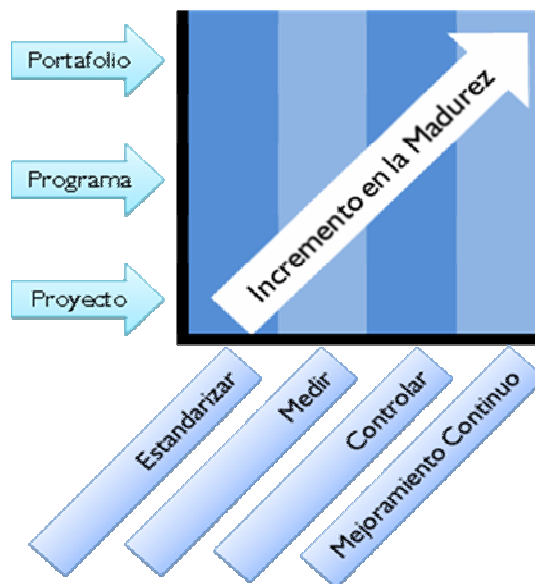 Portafolio
Programa
Proyecto
Incremento en la Madurez
Estandarizar
Medir
Controlar
Mejoramiento Continuo